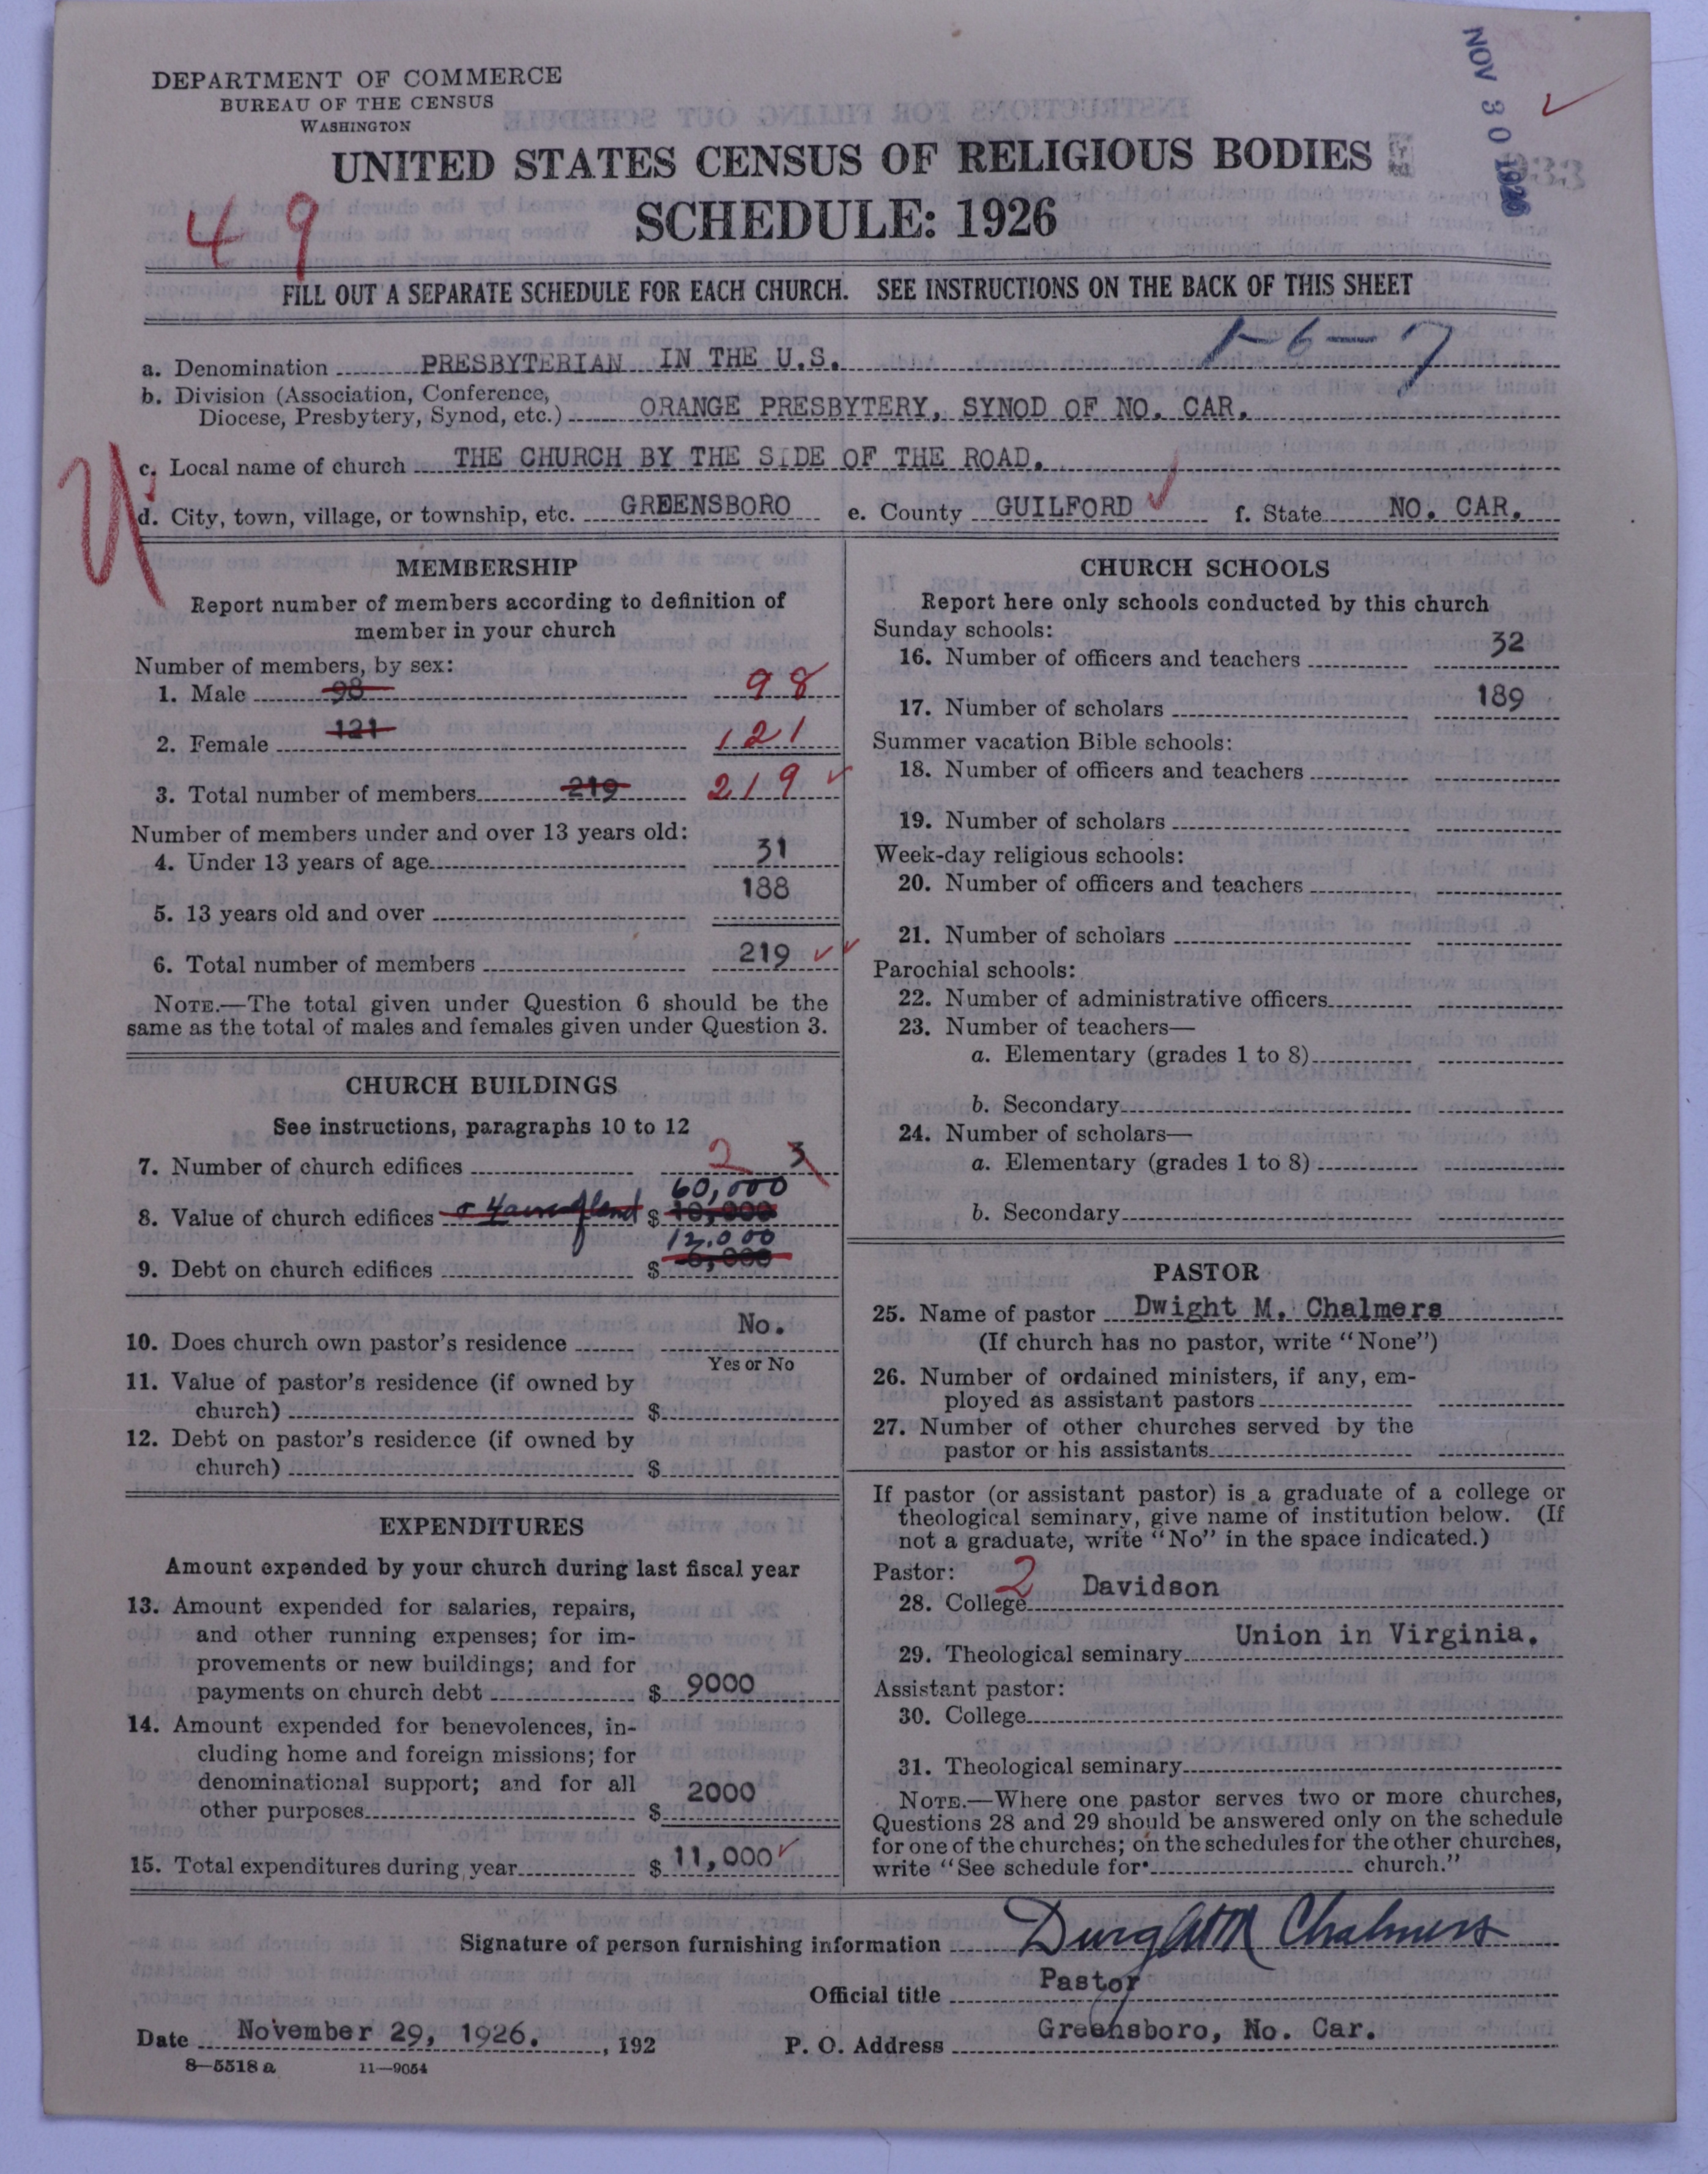 DEPARTMENT OF COMMERCE
BUREAU OF THE CENSUS
WASHINGTON
NOV 30 1926
UNITED STATES CENSUS OF RELIGIOUS BODIES
SCHEDULE: 1926
49
FILL OUT A SEPARATE SCHEDULE FOR EACH CHURCH. SEE INSTRUCTIONS ON THE BACK OF THIS SHEET
1-6-7
a. Denomination PRESBYTERIAN IN THE U.S.
b. Division (Association, Conference,
Diocese, Presbytery, Synod, etc.) ORANGE PRESBYTERY, SYNOD OF NO. CAR.
c. Local name of church THE CHURCH BY THE SIDE OF THE ROAD.
d. City, town, village, or township, etc. GREENSBORO e. County GUILFORD ✓ f. State NO. CAR.
MEMBERSHIP
Report number of members according to definition of
member in your church
Number of members, by sex:
1. Male 98 98
2. Female 121 121
3. Total number of members 219 219 ✓
Number of members under and over 13 years old:
4. Under 13 years of age 31
5. 13 years old and over 188
6. Total number of members 219 ✓✓
NOTE.—The total given under Question 6 should be the
same as the total of males and females given under Question 3.
CHURCH BUILDINGS
See instructions, paragraphs 10 to 12
7. Number of church edifices 2 3
8. Value of church edifices $ 60,000
9. Debt on church edifices $ 12,000
10. Does church own pastor's residence No.
Yes or No
11. Value of pastor's residence (if owned by
church) $
12. Debt on pastor's residence (if owned by
church) $
EXPENDITURES
Amount expended by your church during last fiscal year
13. Amount expended for salaries, repairs,
and other running expenses; for im-
provements or new buildings; and for
payments on church debt $ 9000
14. Amount expended for benevolences, in-
cluding home and foreign missions; for
denominational support; and for all
other purposes $ 2000
15. Total expenditures during year $ 11,000 ✓
CHURCH SCHOOLS
Report here only schools conducted by this church
Sunday schools:
16. Number of officers and teachers 32
17. Number of scholars 189
Summer vacation Bible schools:
18. Number of officers and teachers
19. Number of scholars
Week-day religious schools:
20. Number of officers and teachers
21. Number of scholars
Parochial schools:
22. Number of administrative officers
23. Number of teachers—
a. Elementary (grades 1 to 8)
b. Secondary
24. Number of scholars—
a. Elementary (grades 1 to 8)
b. Secondary
PASTOR
25. Name of pastor Dwight M. Chalmers
(If church has no pastor, write "None")
26. Number of ordained ministers, if any, em-
ployed as assistant pastors
27. Number of other churches served by the
pastor or his assistants
If pastor (or assistant pastor) is a graduate of a college or
theological seminary, give name of institution below. (If
not a graduate, write "No" in the space indicated.)
Pastor: 2
28. College Davidson
29. Theological seminary Union in Virginia.
Assistant pastor:
30. College
31. Theological seminary
NOTE.—Where one pastor serves two or more churches,
Questions 28 and 29 should be answered only on the schedule
for one of the churches; on the schedules for the other churches,
write "See schedule for church."
Signature of person furnishing information Dwight M Chalmers
Official title Pastor
Date November 29, 1926. , 192 P. O. Address Greensboro, No. Car.
8—5518 a 11—9054